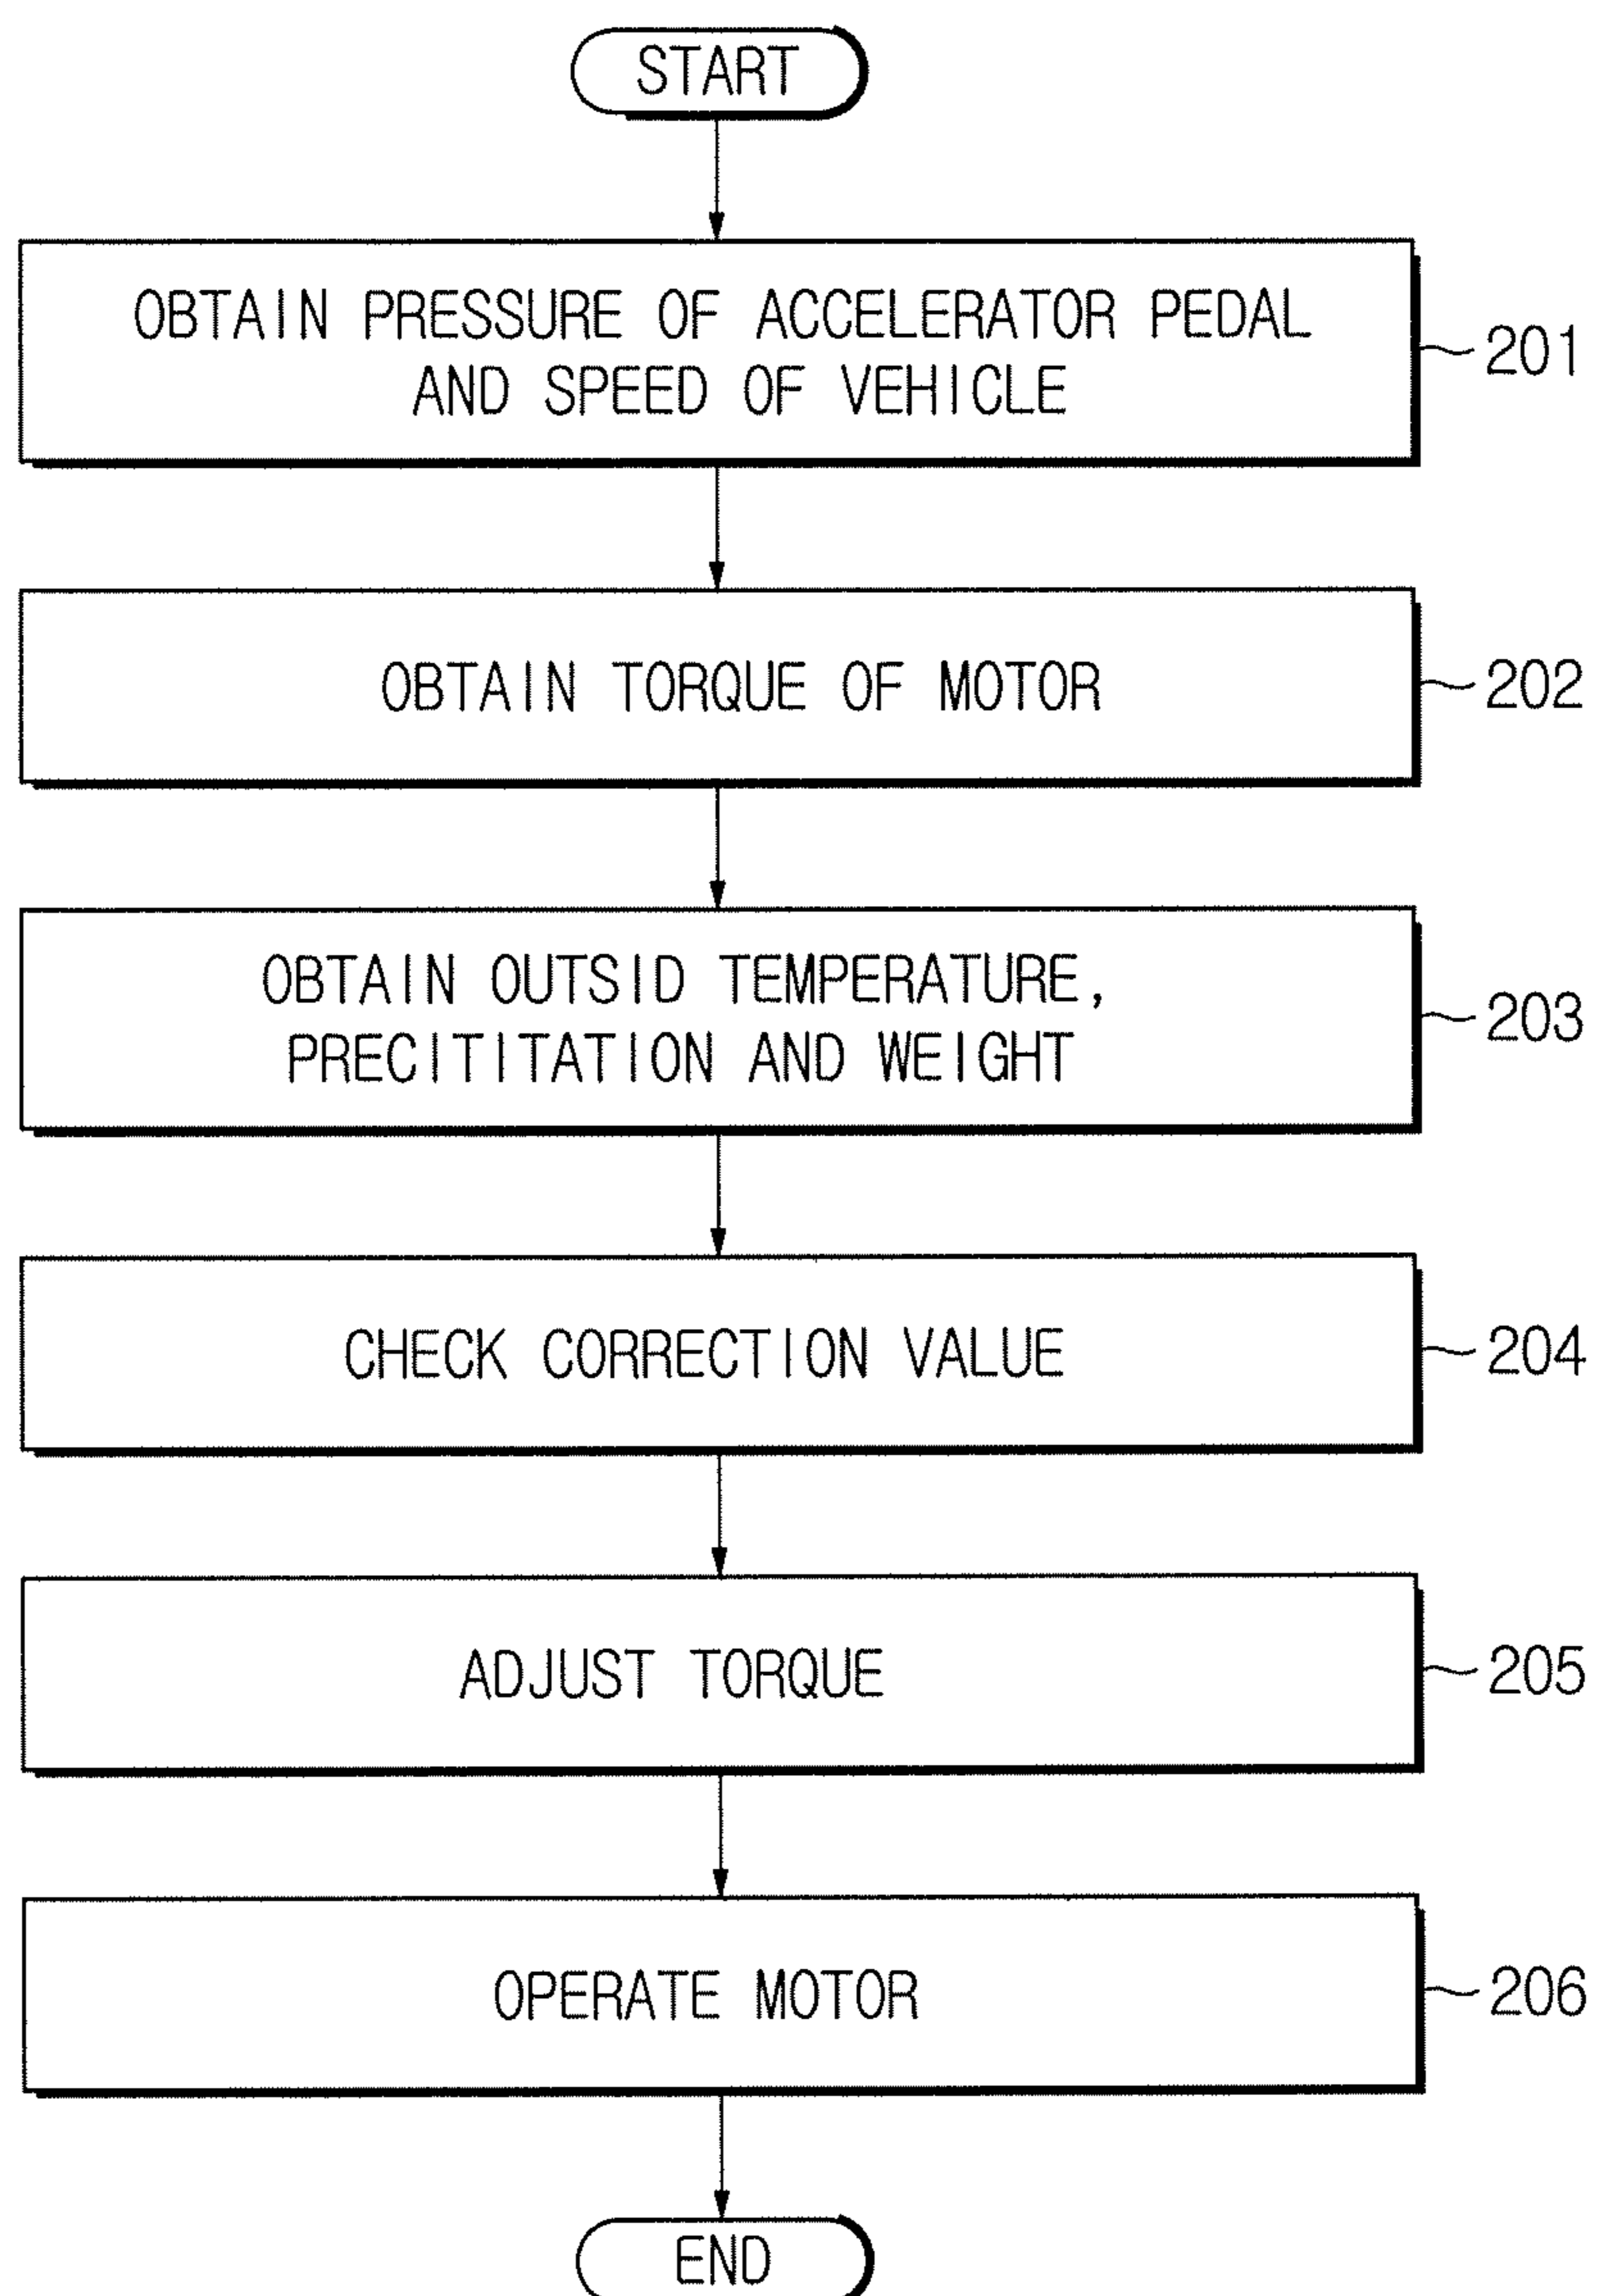 START
OBTAIN PRESSURE OF ACCELERATOR PEDAL
AND SPEED OF VEHICLE
201
OBTAIN TORQUE OF MOTOR
202
OBTAIN OUTSID TEMPERATURE,
PRECITITATION AND WEIGHT
203
CHECK CORRECTION VALUE
204
ADJUST TORQUE
205
OPERATE MOTOR
206
END